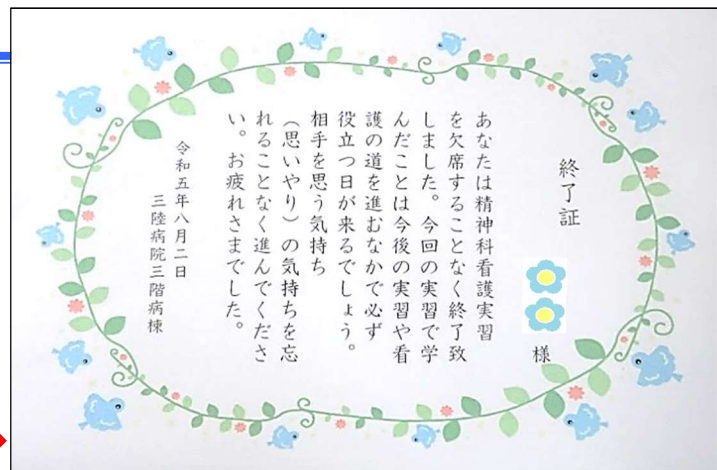 終了証
様
あなたは精神科看護実習
を欠席することなく終了致
しました。今回の実習で学
んだことは今後の実習や看
護の道を進むなかで必ず
役立つ日が来るでしょう。
相手を思う気持ち
（思いやり）の気持ちを忘
れることなく進んでくださ
い。お疲れさまでした。
令和五年八月二日
三陸病院三階病棟